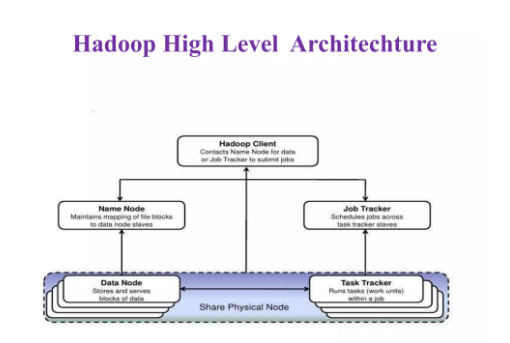 Hadoop High Level Architechture
Hadoop Client
Contacts Name Node for data
or Job Tracker to submit jobs
Name Node
Maintains mapping of file blocks
to data node slaves
Job Tracker
Schedules jobs across
task tracker slaves
Data Node
Stores and serves
blocks of data
Task Tracker
Runs tasks (work units)
within a job
Share Physical Node